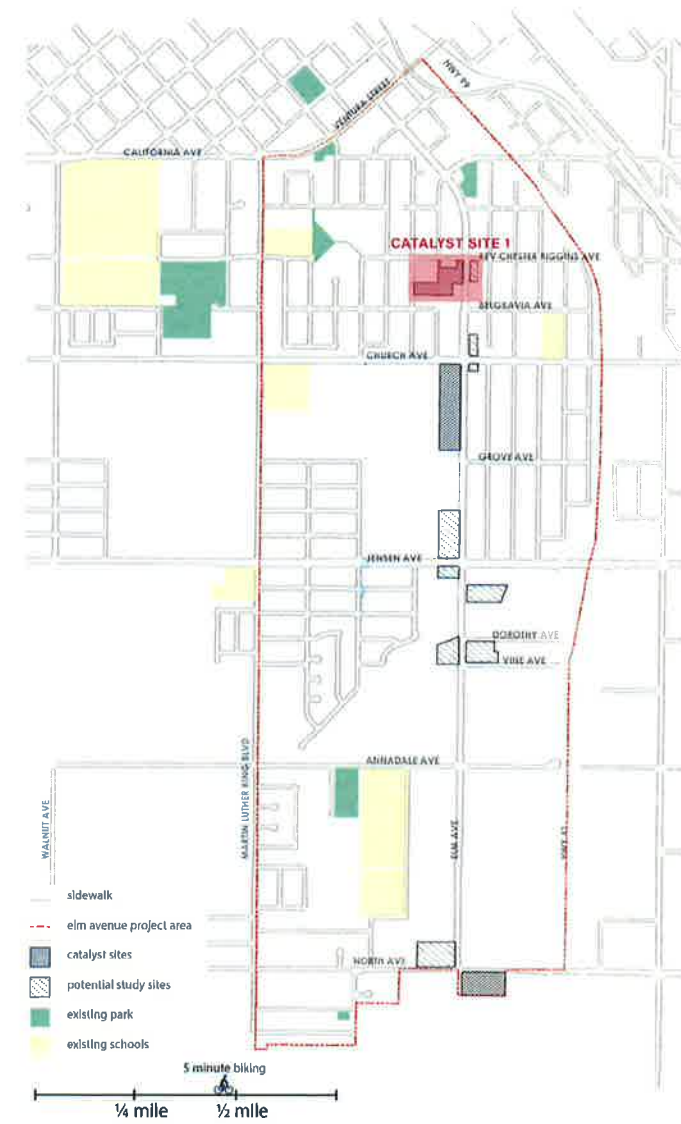 HWY 99
VENTURA STREET
CALIFORNIA AVE
CATALYST SITE 1
REV CHESTER RIGGINS AVE
BELGRAVIA AVE
CHURCH AVE
GROVE AVE
JENSEN AVE
DOROTHY AVE
VINE AVE
ANNADALE AVE
WALNUT AVE
MARTIN LUTHER KING BLVD
ELM AVE
HWY 41
sidewalk
elm avenue project area
catalyst sites
NORTH AVE
potential study sites
existing park
existing schools
5 minute biking
¼ mile
½ mile